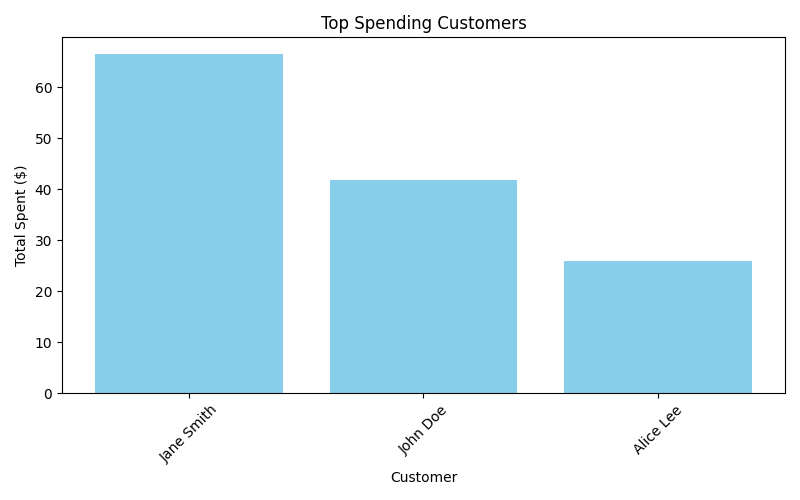 Top Spending Customers
Total Spent ($)
60
50
40
30
20
10
0
Jane Smith
John Doe
Alice Lee
Customer